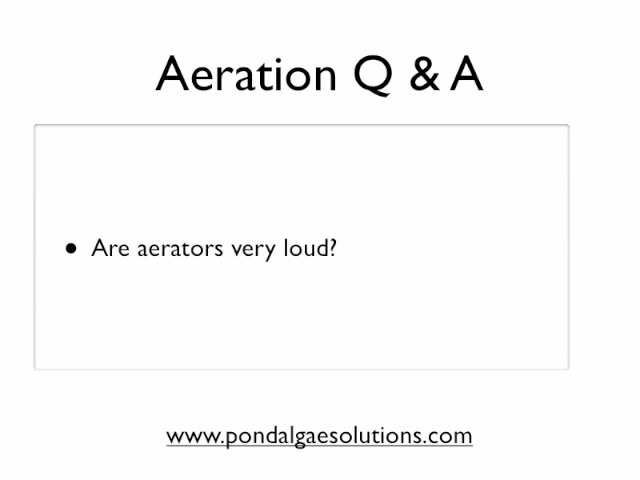 Aeration Q & A
• Are aerators very loud?
www.pondalgaesolutions.com